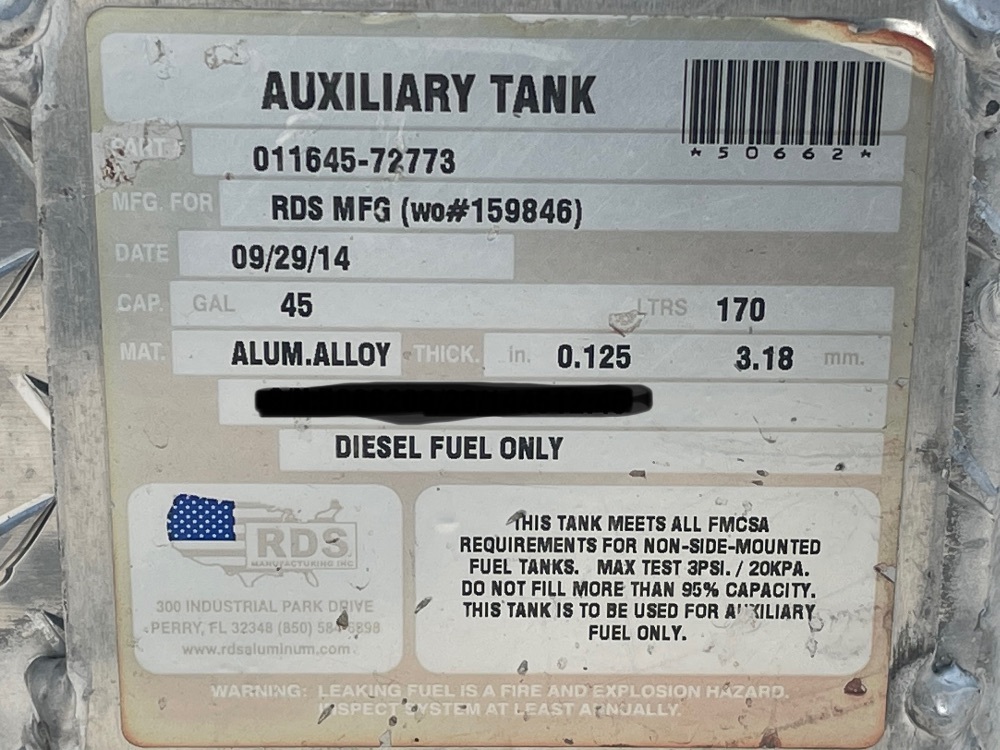 AUXILIARY TANK
*50662*
PART 011645-72773
MFG. FOR RDS MFG (wo#159846)
DATE 09/29/14
CAP. GAL 45 LTRS 170
MAT. ALUM.ALLOY THICK. in. 0.125 3.18 mm.
DIESEL FUEL ONLY
RDS
MANUFACTURING INC
300 INDUSTRIAL PARK DRIVE
PERRY, FL 32348 (850) 584-6898
www.rdsaluminum.com
THIS TANK MEETS ALL FMCSA
REQUIREMENTS FOR NON-SIDE-MOUNTED
FUEL TANKS. MAX TEST 3PSI. / 20KPA.
DO NOT FILL MORE THAN 95% CAPACITY.
THIS TANK IS TO BE USED FOR AUXILIARY
FUEL ONLY.
WARNING: LEAKING FUEL IS A FIRE AND EXPLOSION HAZARD.
INSPECT SYSTEM AT LEAST ANNUALLY.